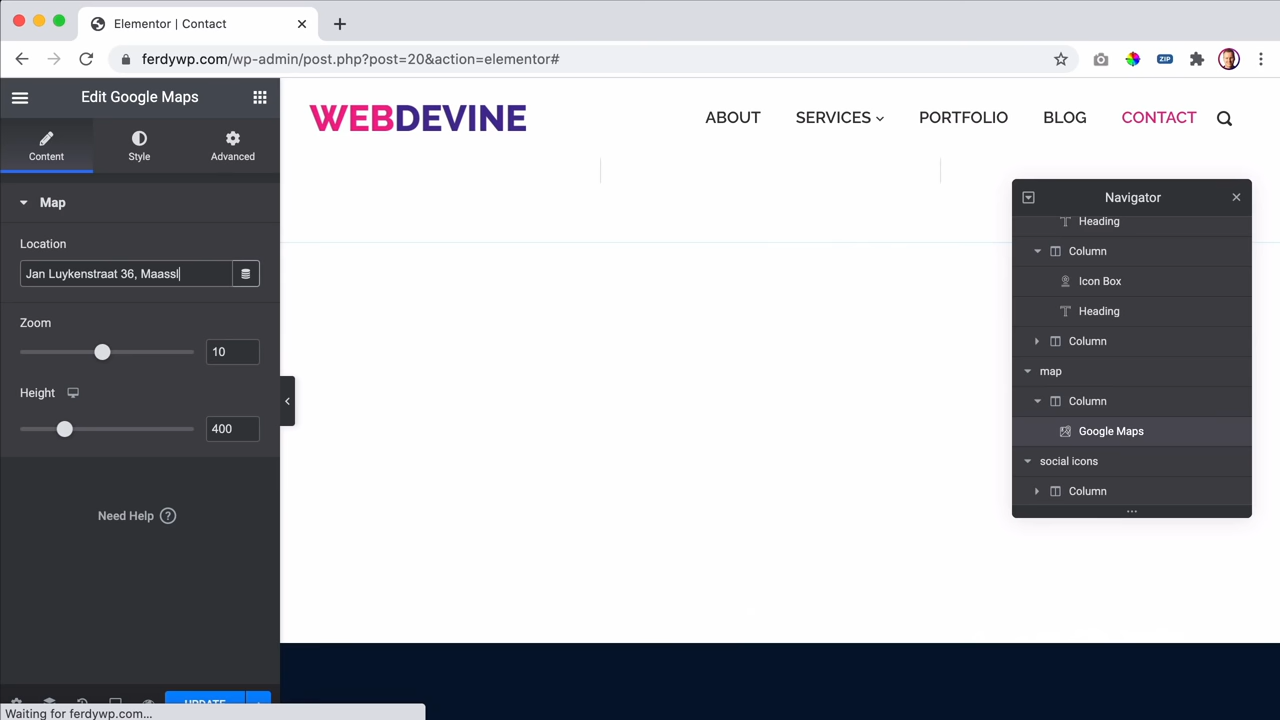 Elementor | Contact
ferdywp.com/wp-admin/post.php?post=20&action=elementor#
ZIP
Edit Google Maps
WEBDEVINE
ABOUT SERVICES PORTFOLIO BLOG CONTACT
Content Style Advanced
Map
Navigator
Heading
Location
Column
Jan Luykenstraat 36, Maassl
Icon Box
Heading
Zoom
Column
10
map
Height
Column
400
Google Maps
social icons
Column
Need Help ?
UPDATE
Waiting for ferdywp.com...